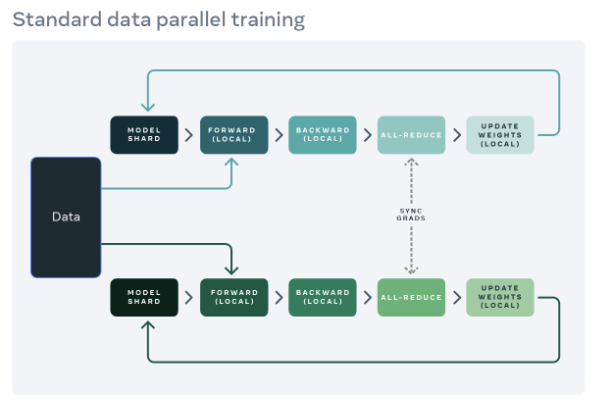 Standard data parallel training
MODEL
SHARD
FORWARD
(LOCAL)
BACKWARD
(LOCAL)
ALL-REDUCE
UPDATE
WEIGHTS
(LOCAL)
Data
SYNC
GRADS
MODEL
SHARD
FORWARD
(LOCAL)
BACKWARD
(LOCAL)
ALL-REDUCE
UPDATE
WEIGHTS
(LOCAL)